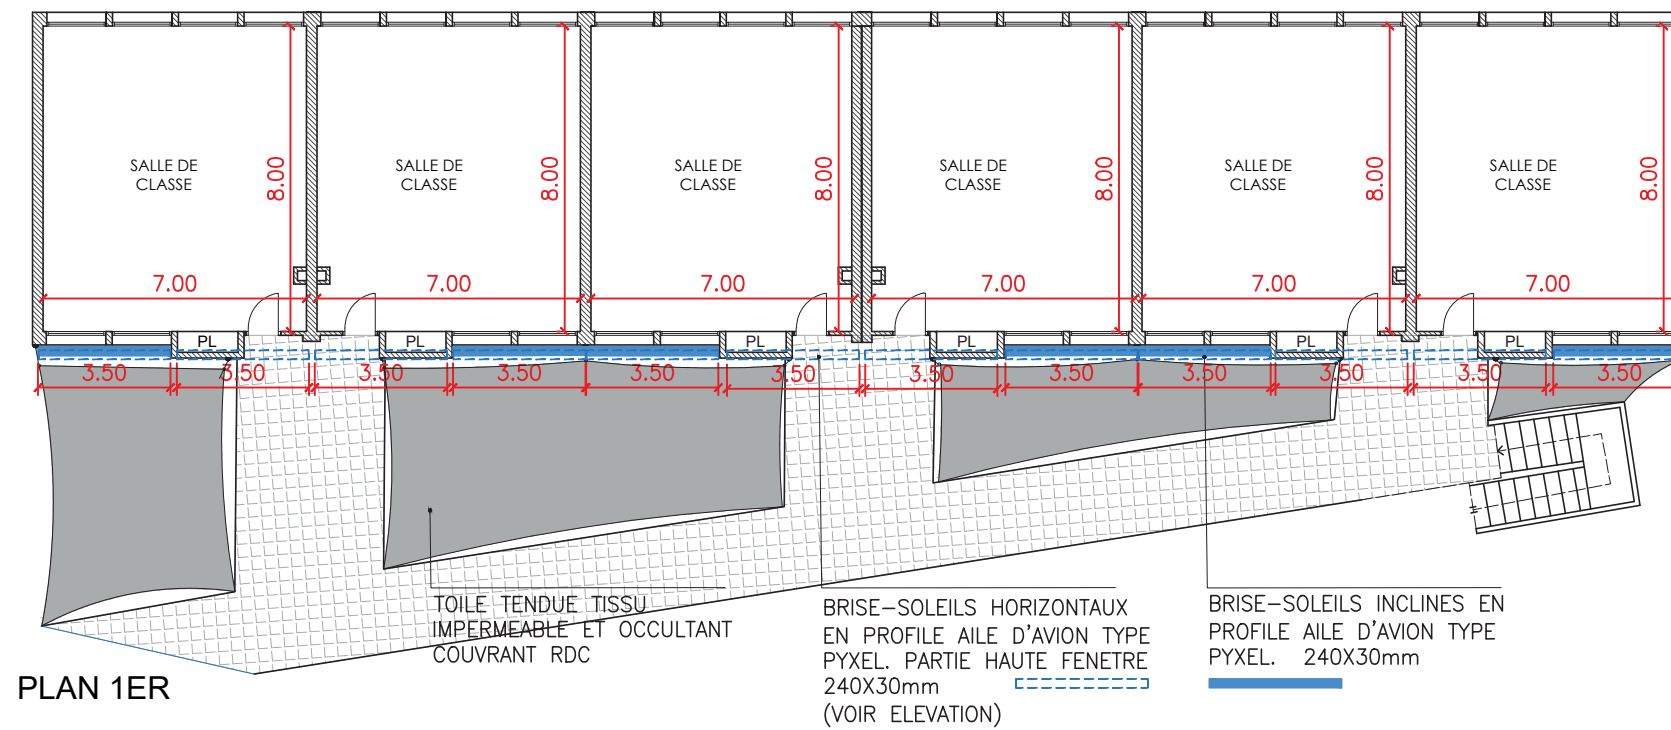 SALLE DE
CLASSE
SALLE DE
CLASSE
SALLE DE
CLASSE
SALLE DE
CLASSE
SALLE DE
CLASSE
SALLE DE
CLASSE
8.00
8.00
8.00
8.00
8.00
8.00
7.00
7.00
7.00
7.00
7.00
7.00
PL
PL
PL
PL
PL
PL
3.50
3.50
3.50
3.50
3.50
3.50
3.50
3.50
3.50
3.50
3.50
3.50
TOILE TENDUE TISSU
IMPERMEABLE ET OCCULTANT
COUVRANT RDC
BRISE-SOLEILS HORIZONTAUX
EN PROFILE AILE D'AVION TYPE
PYXEL. PARTIE HAUTE FENETRE
240X30mm
(VOIR ELEVATION)
BRISE-SOLEILS INCLINES EN
PROFILE AILE D'AVION TYPE
PYXEL. 240X30mm
PLAN 1ER